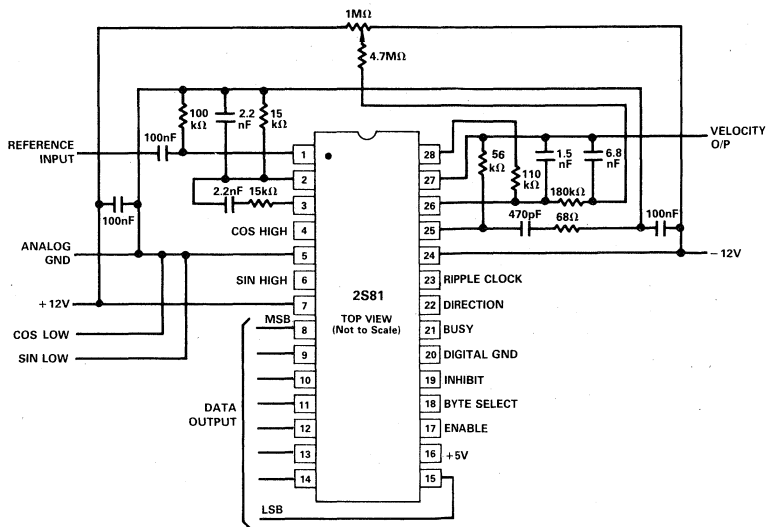 1MΩ
4.7MΩ
100 kΩ
2.2 nF
15 kΩ
REFERENCE INPUT
100nF
2.2nF
15kΩ
100nF
ANALOG GND
+12V
COS LOW
SIN LOW
COS HIGH
SIN HIGH
MSB
DATA OUTPUT
LSB
1
2
3
4
5
6
7
8
9
10
11
12
13
14
2S81
TOP VIEW
(Not to Scale)
28
27
26
25
24
23
22
21
20
19
18
17
16
15
VELOCITY O/P
56 kΩ
110 kΩ
1.5 nF
6.8 nF
180kΩ
470pF
68Ω
100nF
−12V
RIPPLE CLOCK
DIRECTION
BUSY
DIGITAL GND
INHIBIT
BYTE SELECT
ENABLE
+5V